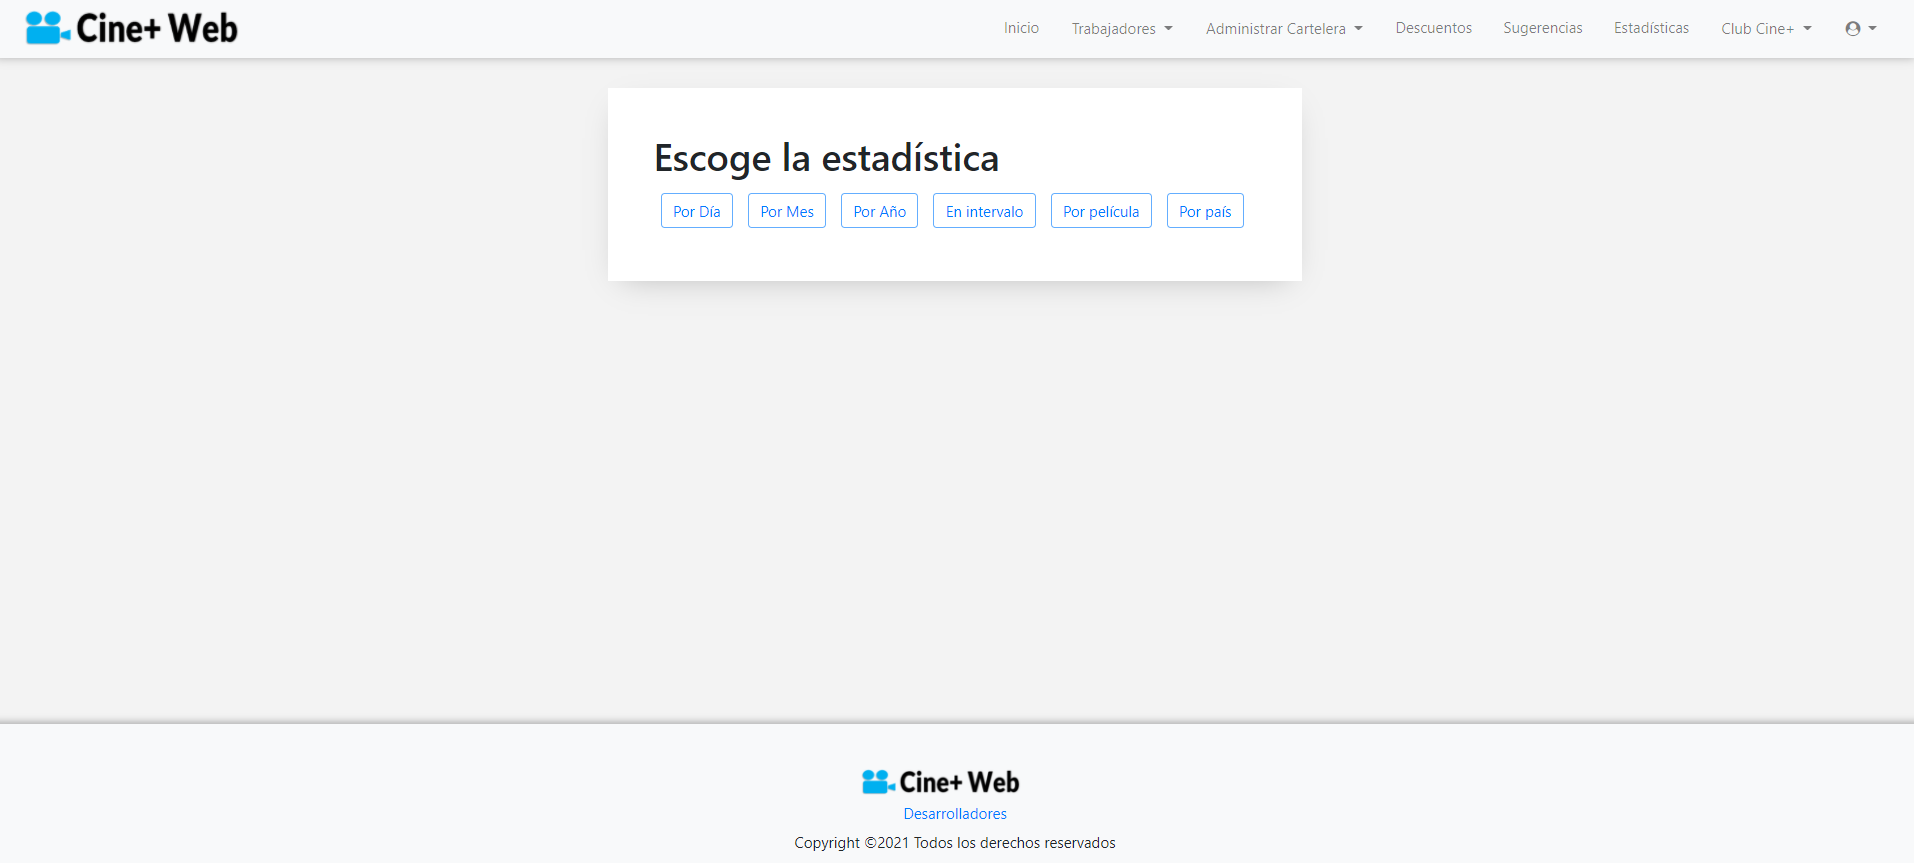 Cine+ Web
Inicio Trabajadores Administrar Cartelera Descuentos Sugerencias Estadísticas Club Cine+
Escoge la estadística
Por Día Por Mes Por Año En intervalo Por película Por país
Cine+ Web
Desarrolladores
Copyright ©2021 Todos los derechos reservados